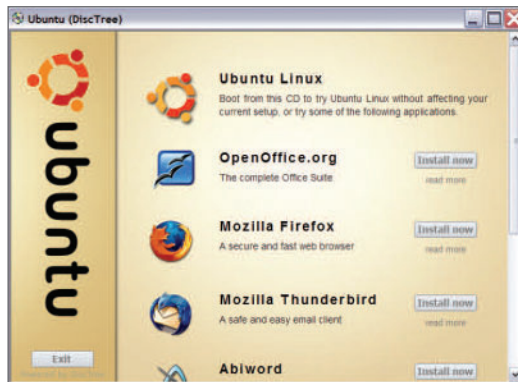 Ubuntu (DiscTree)
ubuntu
Ubuntu Linux
Boot from this CD to try Ubuntu Linux without affecting your
current setup, or try some of the following applications.
OpenOffice.org
The complete Office Suite
Install now
read more
Mozilla Firefox
A secure and fast web browser
Install now
read more
Mozilla Thunderbird
A safe and easy email client
Install now
read more
Abiword
Install now
Exit